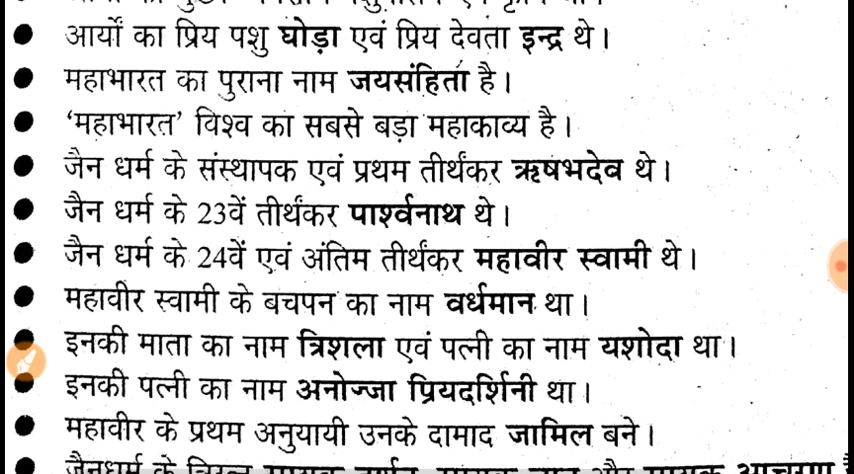 आर्यों का प्रिय पशु घोड़ा एवं प्रिय देवता इन्द्र थे।
महाभारत का पुराना नाम जयसंहिता है।
‘महाभारत’ विश्व का सबसे बड़ा महाकाव्य है।
जैन धर्म के संस्थापक एवं प्रथम तीर्थंकर ऋषभदेव थे।
जैन धर्म के 23वें तीर्थंकर पार्श्वनाथ थे।
जैन धर्म के 24वें एवं अंतिम तीर्थंकर महावीर स्वामी थे।
महावीर स्वामी के बचपन का नाम वर्धमान था।
इनकी माता का नाम त्रिशला एवं पत्नी का नाम यशोदा था।
इनकी पत्नी का नाम अनोज्जा प्रियदर्शिनी था।
महावीर के प्रथम अनुयायी उनके दामाद जामिल बने।
जैनधर्म के